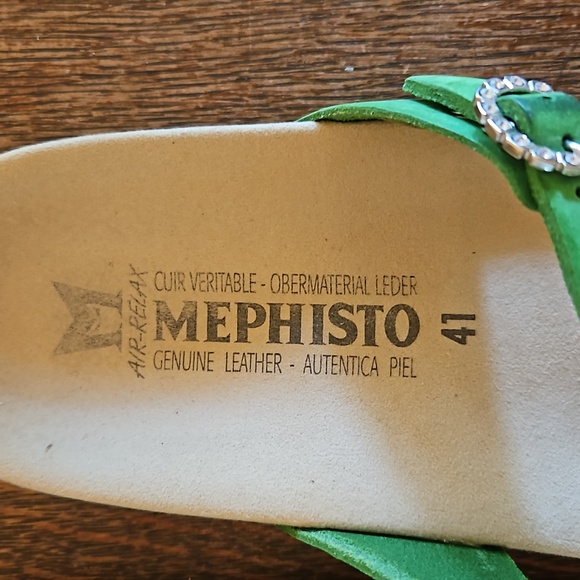 AIR-RELAX
CUIR VERITABLE - OBERMATERIAL LEDER
MEPHISTO
GENUINE LEATHER - AUTENTICA PIEL
41